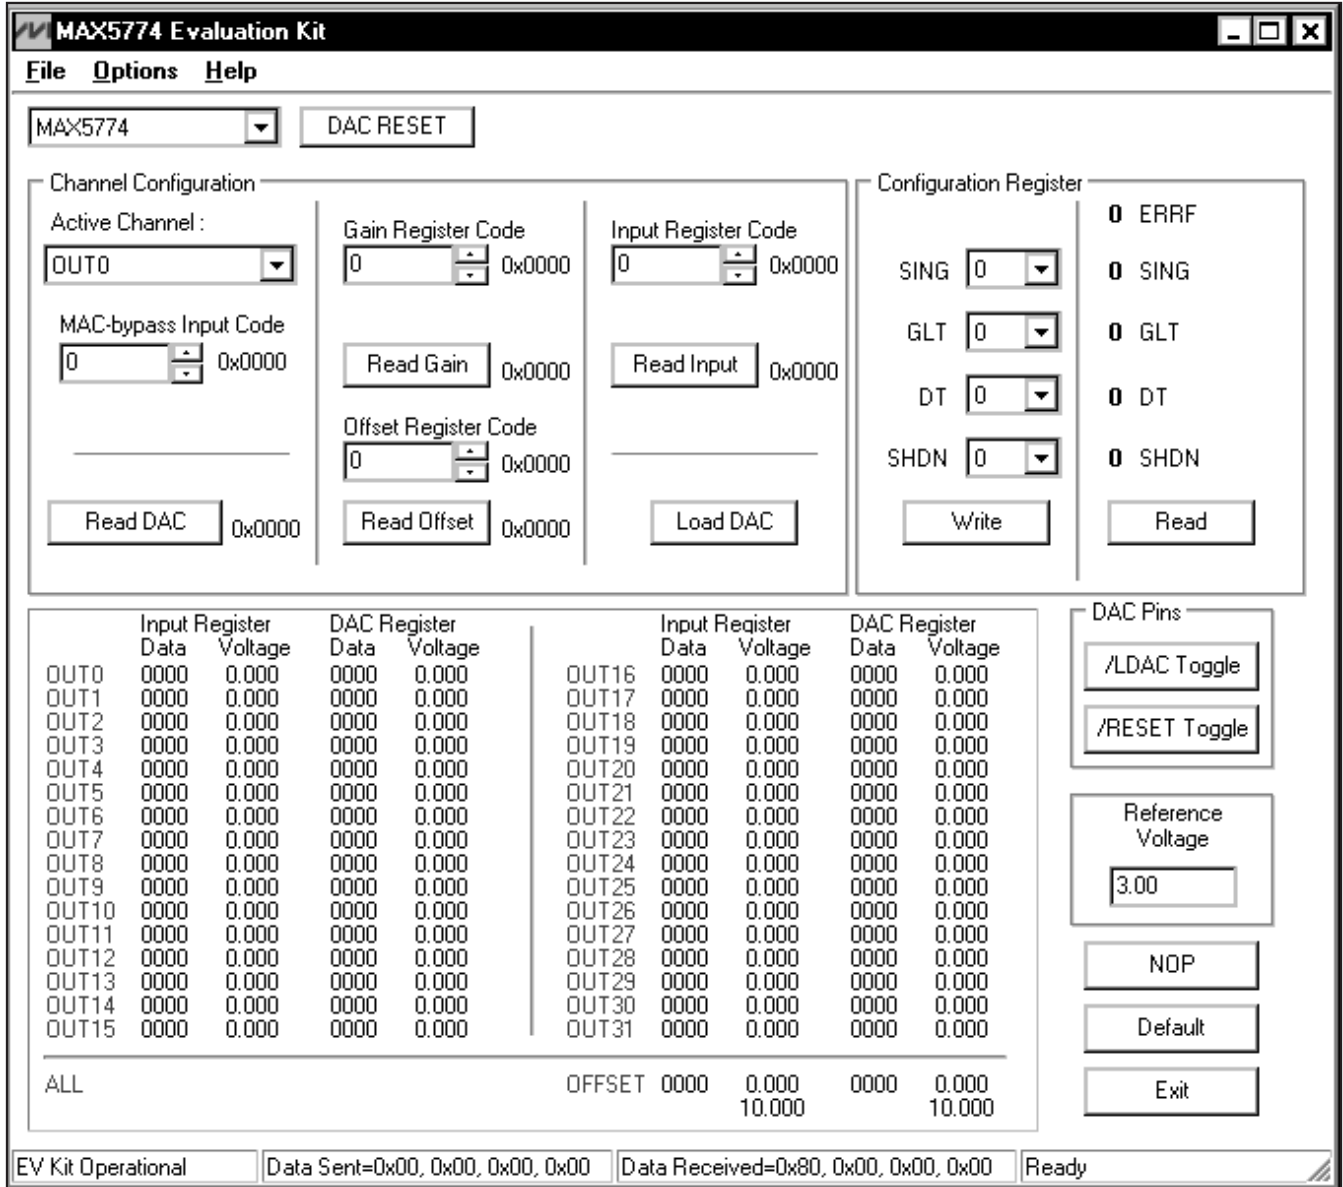 MAX5774 Evaluation Kit
File Options Help
MAX5774 DAC RESET
Channel Configuration
Active Channel :
OUT0
MAC-bypass Input Code
0 0x0000
Read DAC 0x0000
Gain Register Code
0 0x0000
Read Gain 0x0000
Offset Register Code
0 0x0000
Read Offset 0x0000
Input Register Code
0 0x0000
Read Input 0x0000
Load DAC
Configuration Register
0 ERRF
SING 0 0 SING
GLT 0 0 GLT
DT 0 0 DT
SHDN 0 0 SHDN
Write Read
Input Register DAC Register Input Register DAC Register
Data Voltage Data Voltage Data Voltage Data Voltage
OUT0 0000 0.000 0000 0.000 OUT16 0000 0.000 0000 0.000
OUT1 0000 0.000 0000 0.000 OUT17 0000 0.000 0000 0.000
OUT2 0000 0.000 0000 0.000 OUT18 0000 0.000 0000 0.000
OUT3 0000 0.000 0000 0.000 OUT19 0000 0.000 0000 0.000
OUT4 0000 0.000 0000 0.000 OUT20 0000 0.000 0000 0.000
OUT5 0000 0.000 0000 0.000 OUT21 0000 0.000 0000 0.000
OUT6 0000 0.000 0000 0.000 OUT22 0000 0.000 0000 0.000
OUT7 0000 0.000 0000 0.000 OUT23 0000 0.000 0000 0.000
OUT8 0000 0.000 0000 0.000 OUT24 0000 0.000 0000 0.000
OUT9 0000 0.000 0000 0.000 OUT25 0000 0.000 0000 0.000
OUT10 0000 0.000 0000 0.000 OUT26 0000 0.000 0000 0.000
OUT11 0000 0.000 0000 0.000 OUT27 0000 0.000 0000 0.000
OUT12 0000 0.000 0000 0.000 OUT28 0000 0.000 0000 0.000
OUT13 0000 0.000 0000 0.000 OUT29 0000 0.000 0000 0.000
OUT14 0000 0.000 0000 0.000 OUT30 0000 0.000 0000 0.000
OUT15 0000 0.000 0000 0.000 OUT31 0000 0.000 0000 0.000
ALL OFFSET 0000 0.000 0000 0.000
10.000 10.000
DAC Pins
/LDAC Toggle
/RESET Toggle
Reference
Voltage
3.00
NOP
Default
Exit
EV Kit Operational Data Sent=0x00, 0x00, 0x00, 0x00 Data Received=0x80, 0x00, 0x00, 0x00 Ready